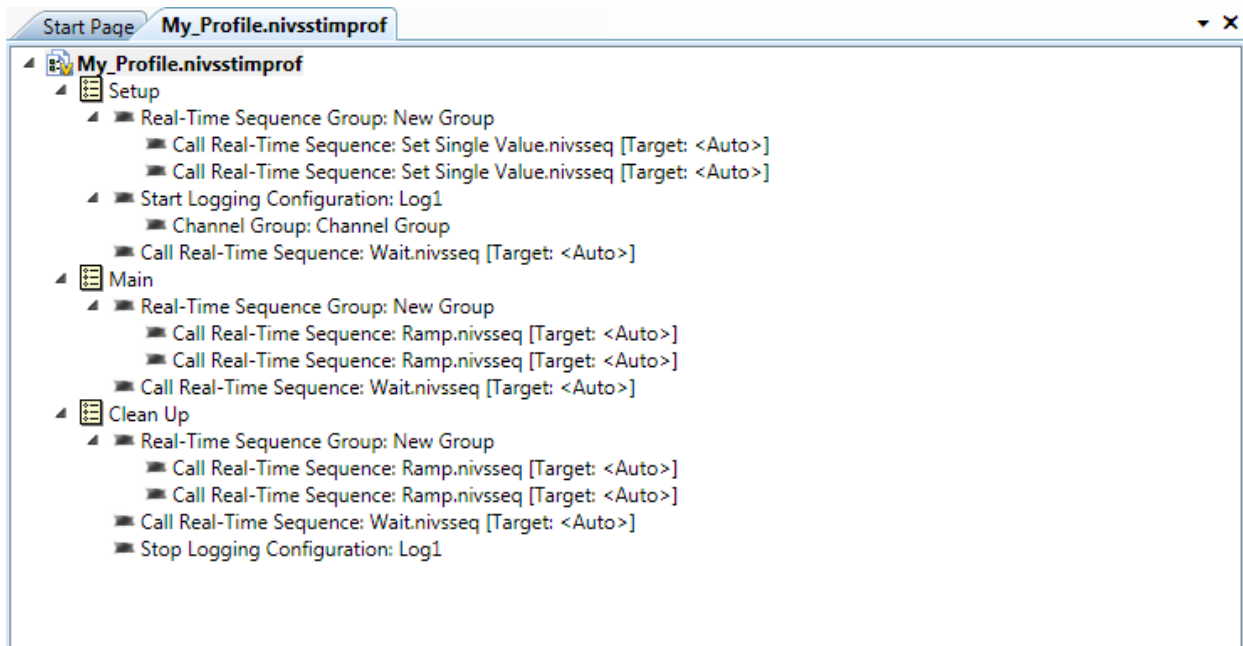 Start Page My_Profile.nivsstimprof
My_Profile.nivsstimprof
Setup
Real-Time Sequence Group: New Group
Call Real-Time Sequence: Set Single Value.nivsseq [Target: <Auto>]
Call Real-Time Sequence: Set Single Value.nivsseq [Target: <Auto>]
Start Logging Configuration: Log1
Channel Group: Channel Group
Call Real-Time Sequence: Wait.nivsseq [Target: <Auto>]
Main
Real-Time Sequence Group: New Group
Call Real-Time Sequence: Ramp.nivsseq [Target: <Auto>]
Call Real-Time Sequence: Ramp.nivsseq [Target: <Auto>]
Call Real-Time Sequence: Wait.nivsseq [Target: <Auto>]
Clean Up
Real-Time Sequence Group: New Group
Call Real-Time Sequence: Ramp.nivsseq [Target: <Auto>]
Call Real-Time Sequence: Ramp.nivsseq [Target: <Auto>]
Call Real-Time Sequence: Wait.nivsseq [Target: <Auto>]
Stop Logging Configuration: Log1